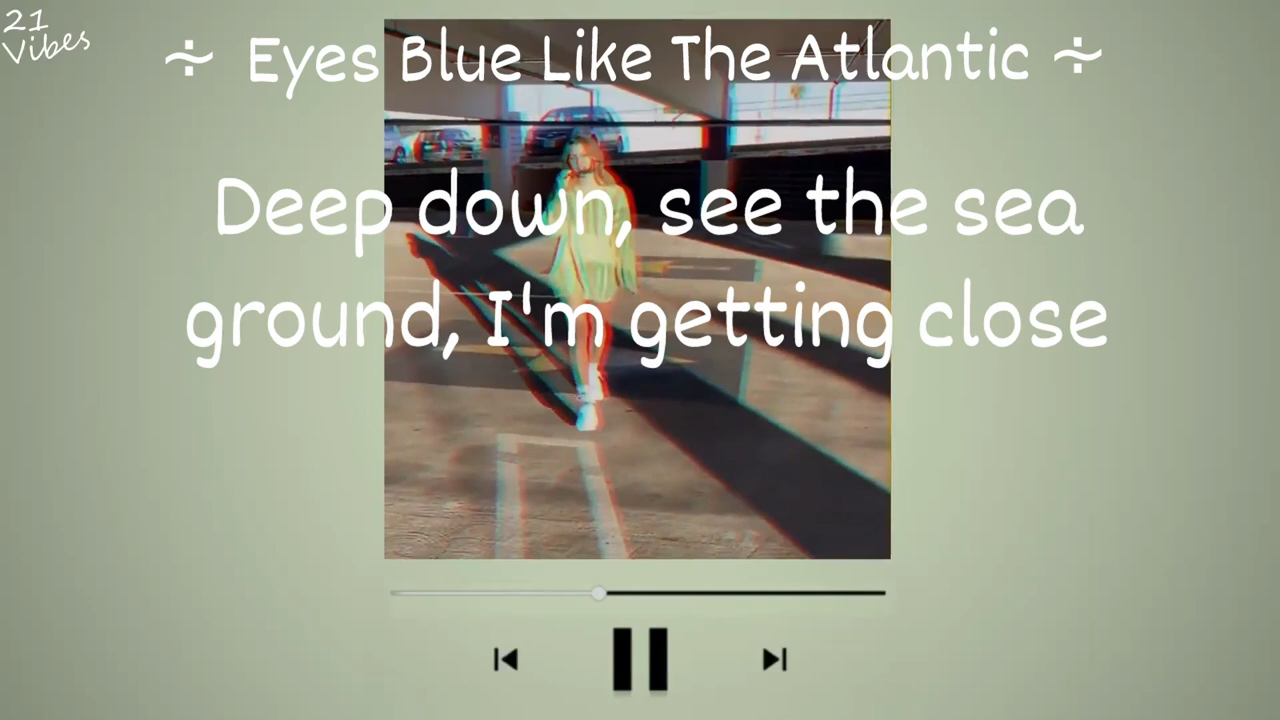 21
Vibes
÷ Eyes Blue Like The Atlantic ÷
Deep down, see the sea
ground, I'm getting close